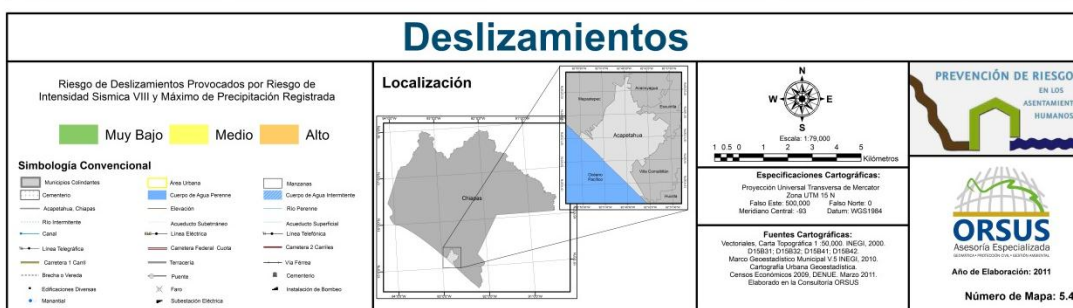 Deslizamientos
Riesgo de Deslizamientos Provocados por Riesgo de
Intensidad Sismica VIII y Máximo de Precipitación Registrada
Muy Bajo
Medio
Alto
Simbología Convencional
Municipios Colindantes
Cementerio
Acapetahua, Chiapas
Río Intermitente
Canal
Línea Telegráfica
Carretera 1 Carril
Brecha o Vereda
Edificaciones Diversas
Manantial
Área Urbana
Cuerpo de Agua Perenne
Elevación
Acueducto Subterráneo
Línea Eléctrica
Línea Telefónica
Carretera Federal Cuota
Terracería
Puente
Faro
Subestación Eléctrica
Manzanas
Cuerpo de Agua Intermitente
Río Perenne
Acueducto Superficial
Carretera 2 Carriles
Vía Férrea
Cementerio
Instalación de Bombeo
Localización
Chiapas
Acapetahua
Océano
Pacífico
N
W E
S
Escala: 1:79,000
1 0.5 0 1 2 3 4 5
Kilómetros
Especificaciones Cartográficas:
Proyección Universal Transversa de Mercator
Zona UTM 15 N
Falso Este: 500,000 Falso Norte: 0
Meridiano Central: -93 Datum: WGS1984
Fuentes Cartográficas:
Vectoriales, Carta Topográfica 1:50,000. INEGI, 2000.
D15B31; D15B32; D15B41; D15B42.
Marco Geoestadístico Municipal V.5 INEGI, 2010.
Cartografía Urbana Geoestadística.
Censos Económicos 2009, DENUE. Marzo 2011.
Elaborado en la Consultoría ORSUS
PREVENCIÓN DE RIESGO
EN LOS
ASENTAMIENT
HUMANOS
ORSUS
Asesoría Especializada
Año de Elaboración: 2011
Número de Mapa: 5.4